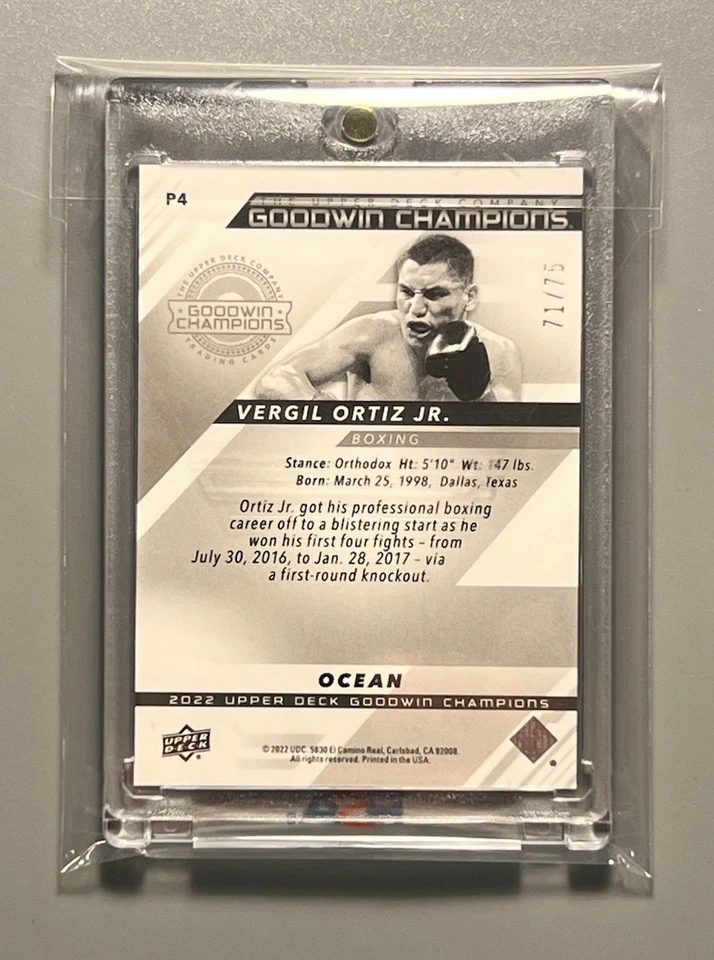 P4
THE UPPER DECK COMPANY
GOODWIN CHAMPIONS
71/75
THE UPPER DECK COMPANY
GOODWIN
CHAMPIONS
TRADING CARDS
VERGIL ORTIZ JR.
BOXING
Stance: Orthodox Ht: 5'10" Wt: 147 lbs.
Born: March 25, 1998, Dallas, Texas
Ortiz Jr. got his professional boxing
career off to a blistering start as he
won his first four fights – from
July 30, 2016, to Jan. 28, 2017 – via
a first-round knockout.
OCEAN
2022 UPPER DECK GOODWIN CHAMPIONS
UPPER
DECK®
© 2022 UDC. 5830 El Camino Real, Carlsbad, CA 92008.
All rights reserved. Printed in the USA.